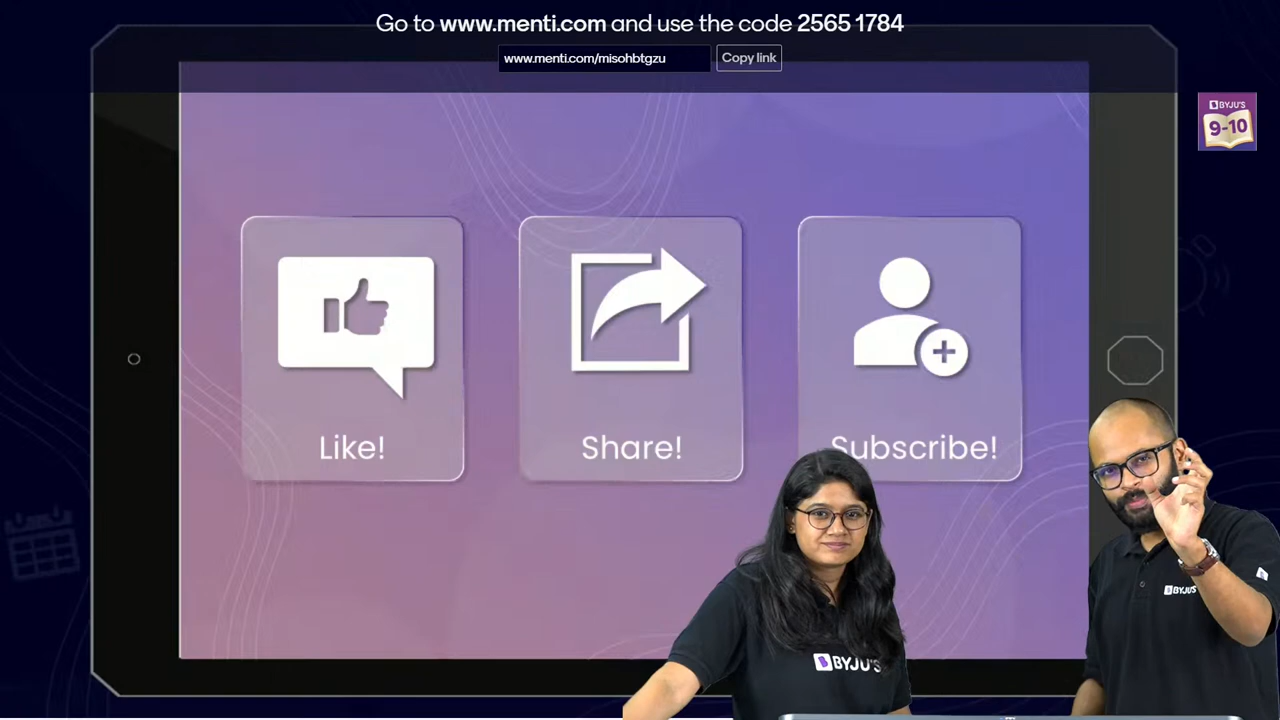 Go to www.menti.com and use the code 2565 1784
www.menti.com/misohbtgzu
Copy link
BYJU'S
9-10
Like!
Share!
Subscribe!
BYJU'S
BYJU'S